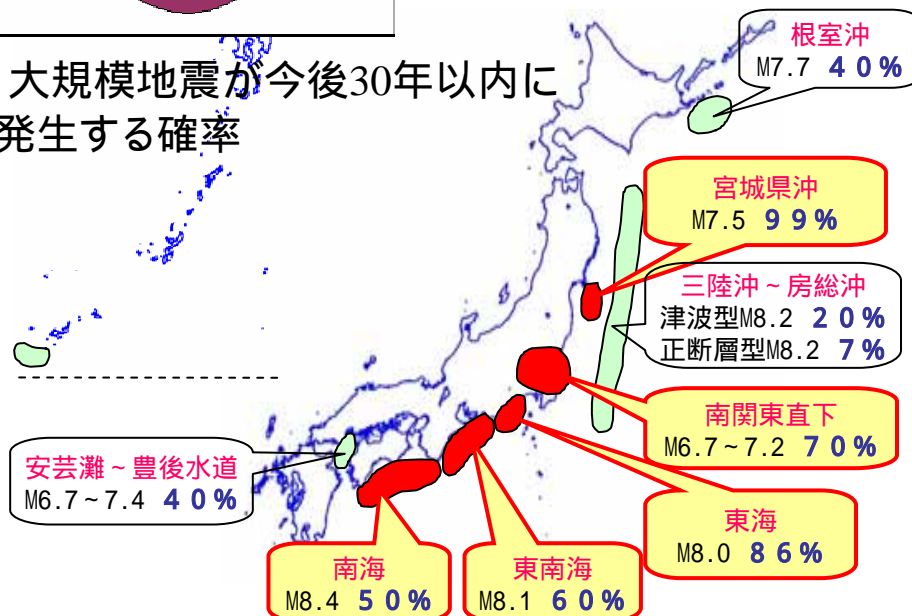 大規模地震が今後30年以内に
発生する確率
根室沖
M7.7 40%
宮城県沖
M7.5 99%
三陸沖~房総沖
津波型M8.2 20%
正断層型M8.2 7%
南関東直下
M6.7~7.2 70%
安芸灘~豊後水道
M6.7~7.4 40%
東海
M8.0 86%
南海
M8.4 50%
東南海
M8.1 60%